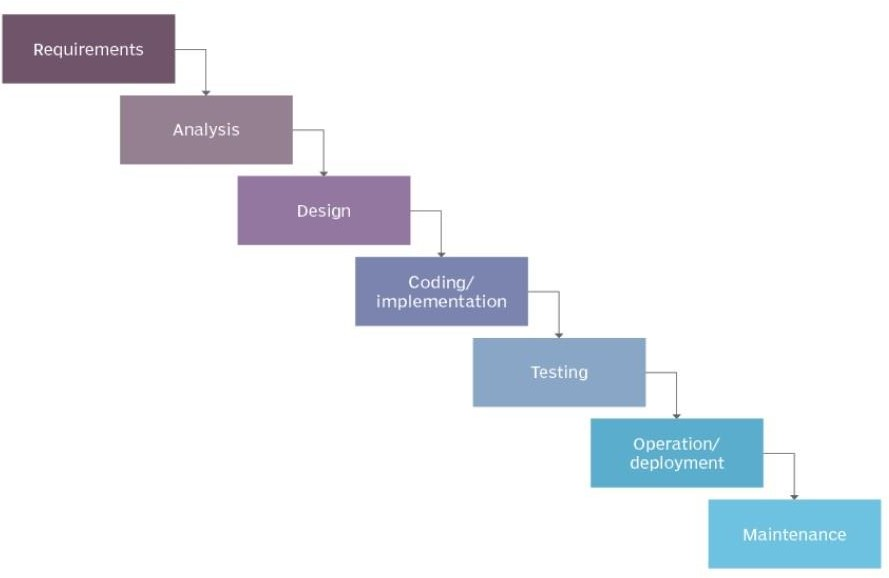 Requirements
Analysis
Design
Coding/
implementation
Testing
Operation/
deployment
Maintenance